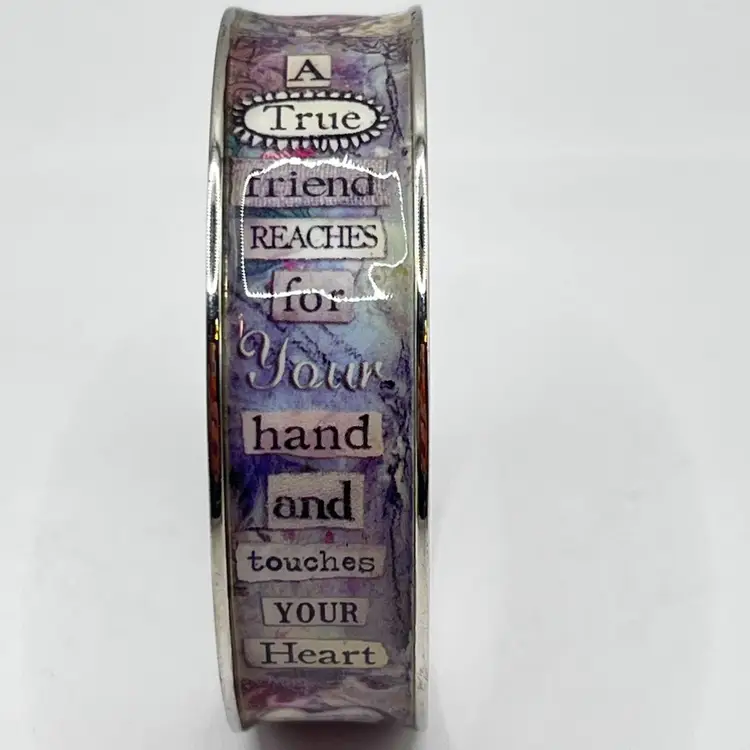 A
True
friend
REACHES
for
Your
hand
and
touches
YOUR
Heart